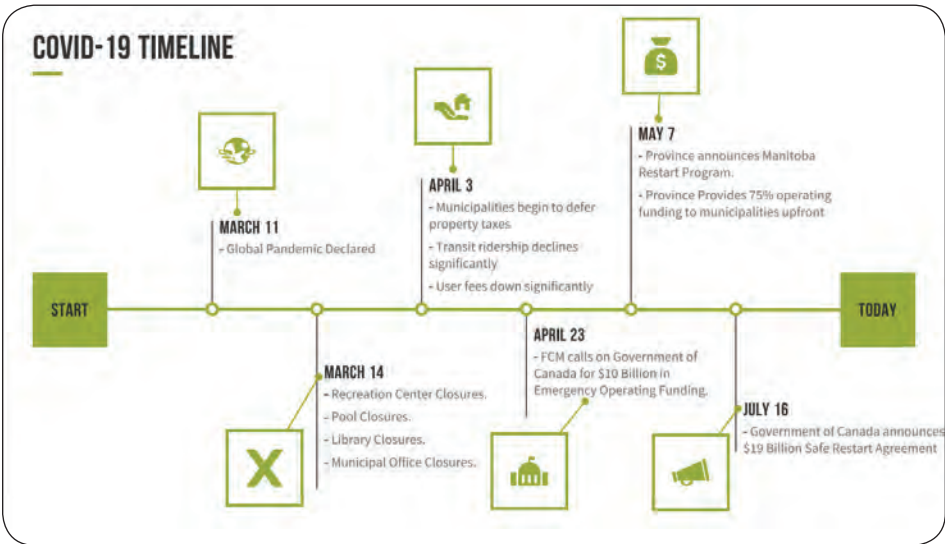 COVID-19 TIMELINE
$
MAY 7
- Province announces Manitoba
Restart Program.
- Province Provides 75% operating
funding to municipalities upfront
APRIL 3
- Municipalities begin to defer
property taxes
- Transit ridership declines
significantly
- User fees down significantly
MARCH 11
- Global Pandemic Declared
START
TODAY
MARCH 14
- Recreation Center Closures.
- Pool Closures.
- Library Closures.
- Municipal Office Closures.
X
APRIL 23
- FCM calls on Government of
Canada for $10 Billion in
Emergency Operating Funding.
JULY 16
- Government of Canada announces
$19 Billion Safe Restart Agreement